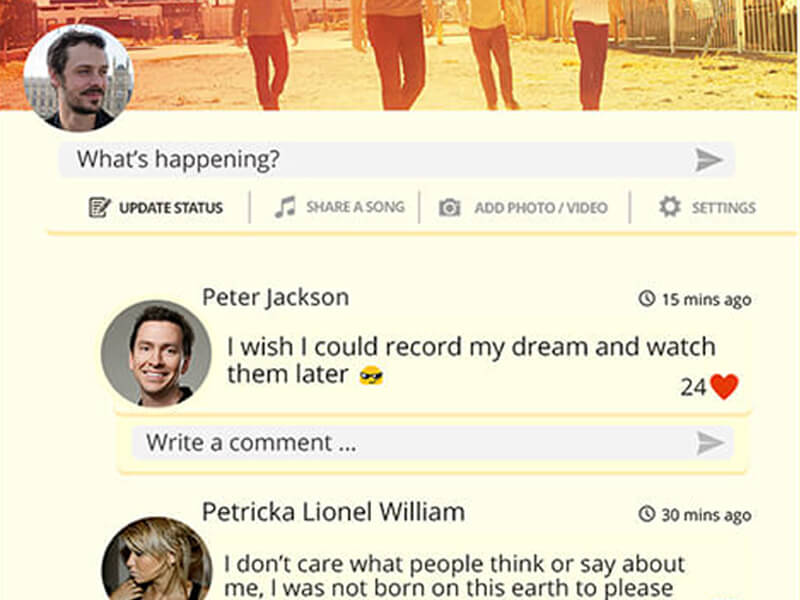 What's happening?
UPDATE STATUS
SHARE A SONG
ADD PHOTO / VIDEO
SETTINGS
Peter Jackson
15 mins ago
I wish I could record my dream and watch
them later
24
Write a comment ...
Petricka Lionel William
30 mins ago
I don't care what people think or say about
me, I was not born on this earth to please